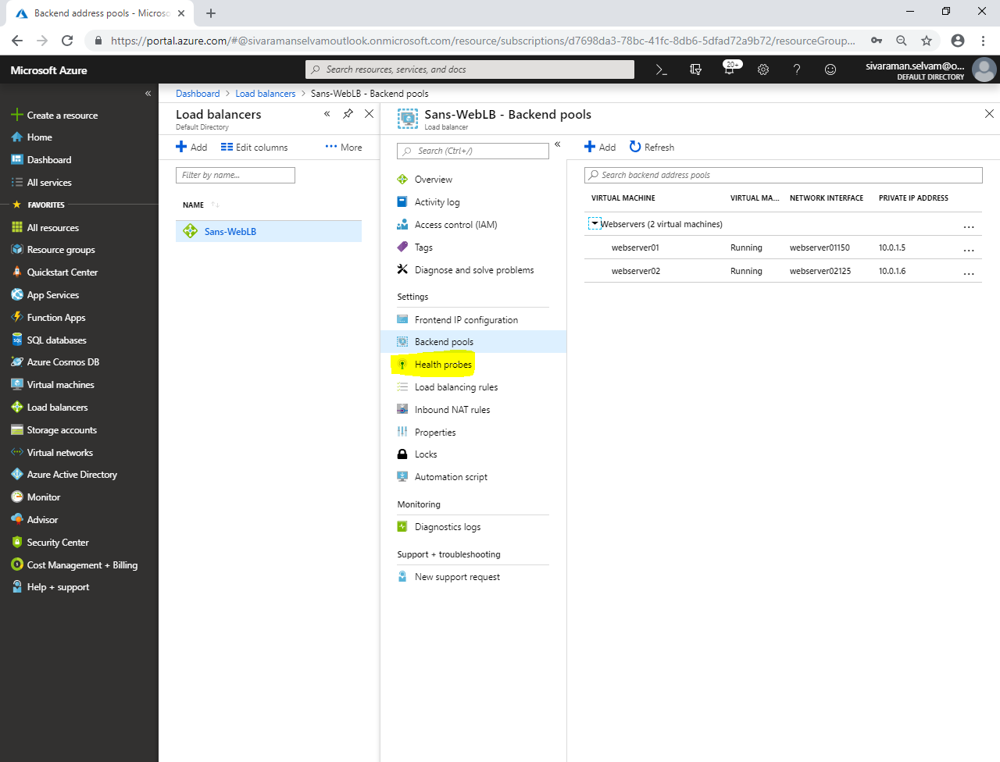 Backend address pools - Microso
https://portal.azure.com/#@sivaramanselvamoutlook.onmicrosoft.com/resource/subscriptions/d7698da3-78bc-41fc-8db6-5dfad72a9b72/resourceGroup...
Microsoft Azure
Search resources, services, and docs
20+
sivaraman.selvam@o...
DEFAULT DIRECTORY
Dashboard > Load balancers > Sans-WebLB - Backend pools
Create a resource
Home
Dashboard
All services
FAVORITES
All resources
Resource groups
Quickstart Center
App Services
Function Apps
SQL databases
Azure Cosmos DB
Virtual machines
Load balancers
Storage accounts
Virtual networks
Azure Active Directory
Monitor
Advisor
Security Center
Cost Management + Billing
Help + support
Load balancers
Default Directory
Add Edit columns ... More
Filter by name...
NAME
Sans-WebLB
Sans-WebLB - Backend pools
Load balancer
Search (Ctrl+/)
Overview
Activity log
Access control (IAM)
Tags
Diagnose and solve problems
Settings
Frontend IP configuration
Backend pools
Health probes
Load balancing rules
Inbound NAT rules
Properties
Locks
Automation script
Monitoring
Diagnostics logs
Support + troubleshooting
New support request
Add Refresh
Search backend address pools
VIRTUAL MACHINE VIRTUAL MA... NETWORK INTERFACE PRIVATE IP ADDRESS
Webservers (2 virtual machines) ...
webserver01 Running webserver01150 10.0.1.5 ...
webserver02 Running webserver02125 10.0.1.6 ...